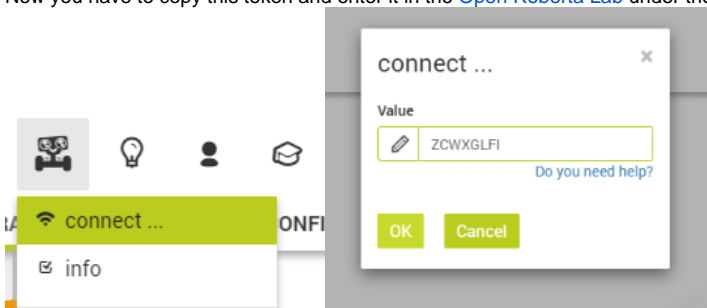 Now you have to copy this token and enter it in the Open Roberta Lab under the
connect ...
info
connect ...
×
Value
ZCWXGLFI
Do you need help?
OK
Cancel
ONFI